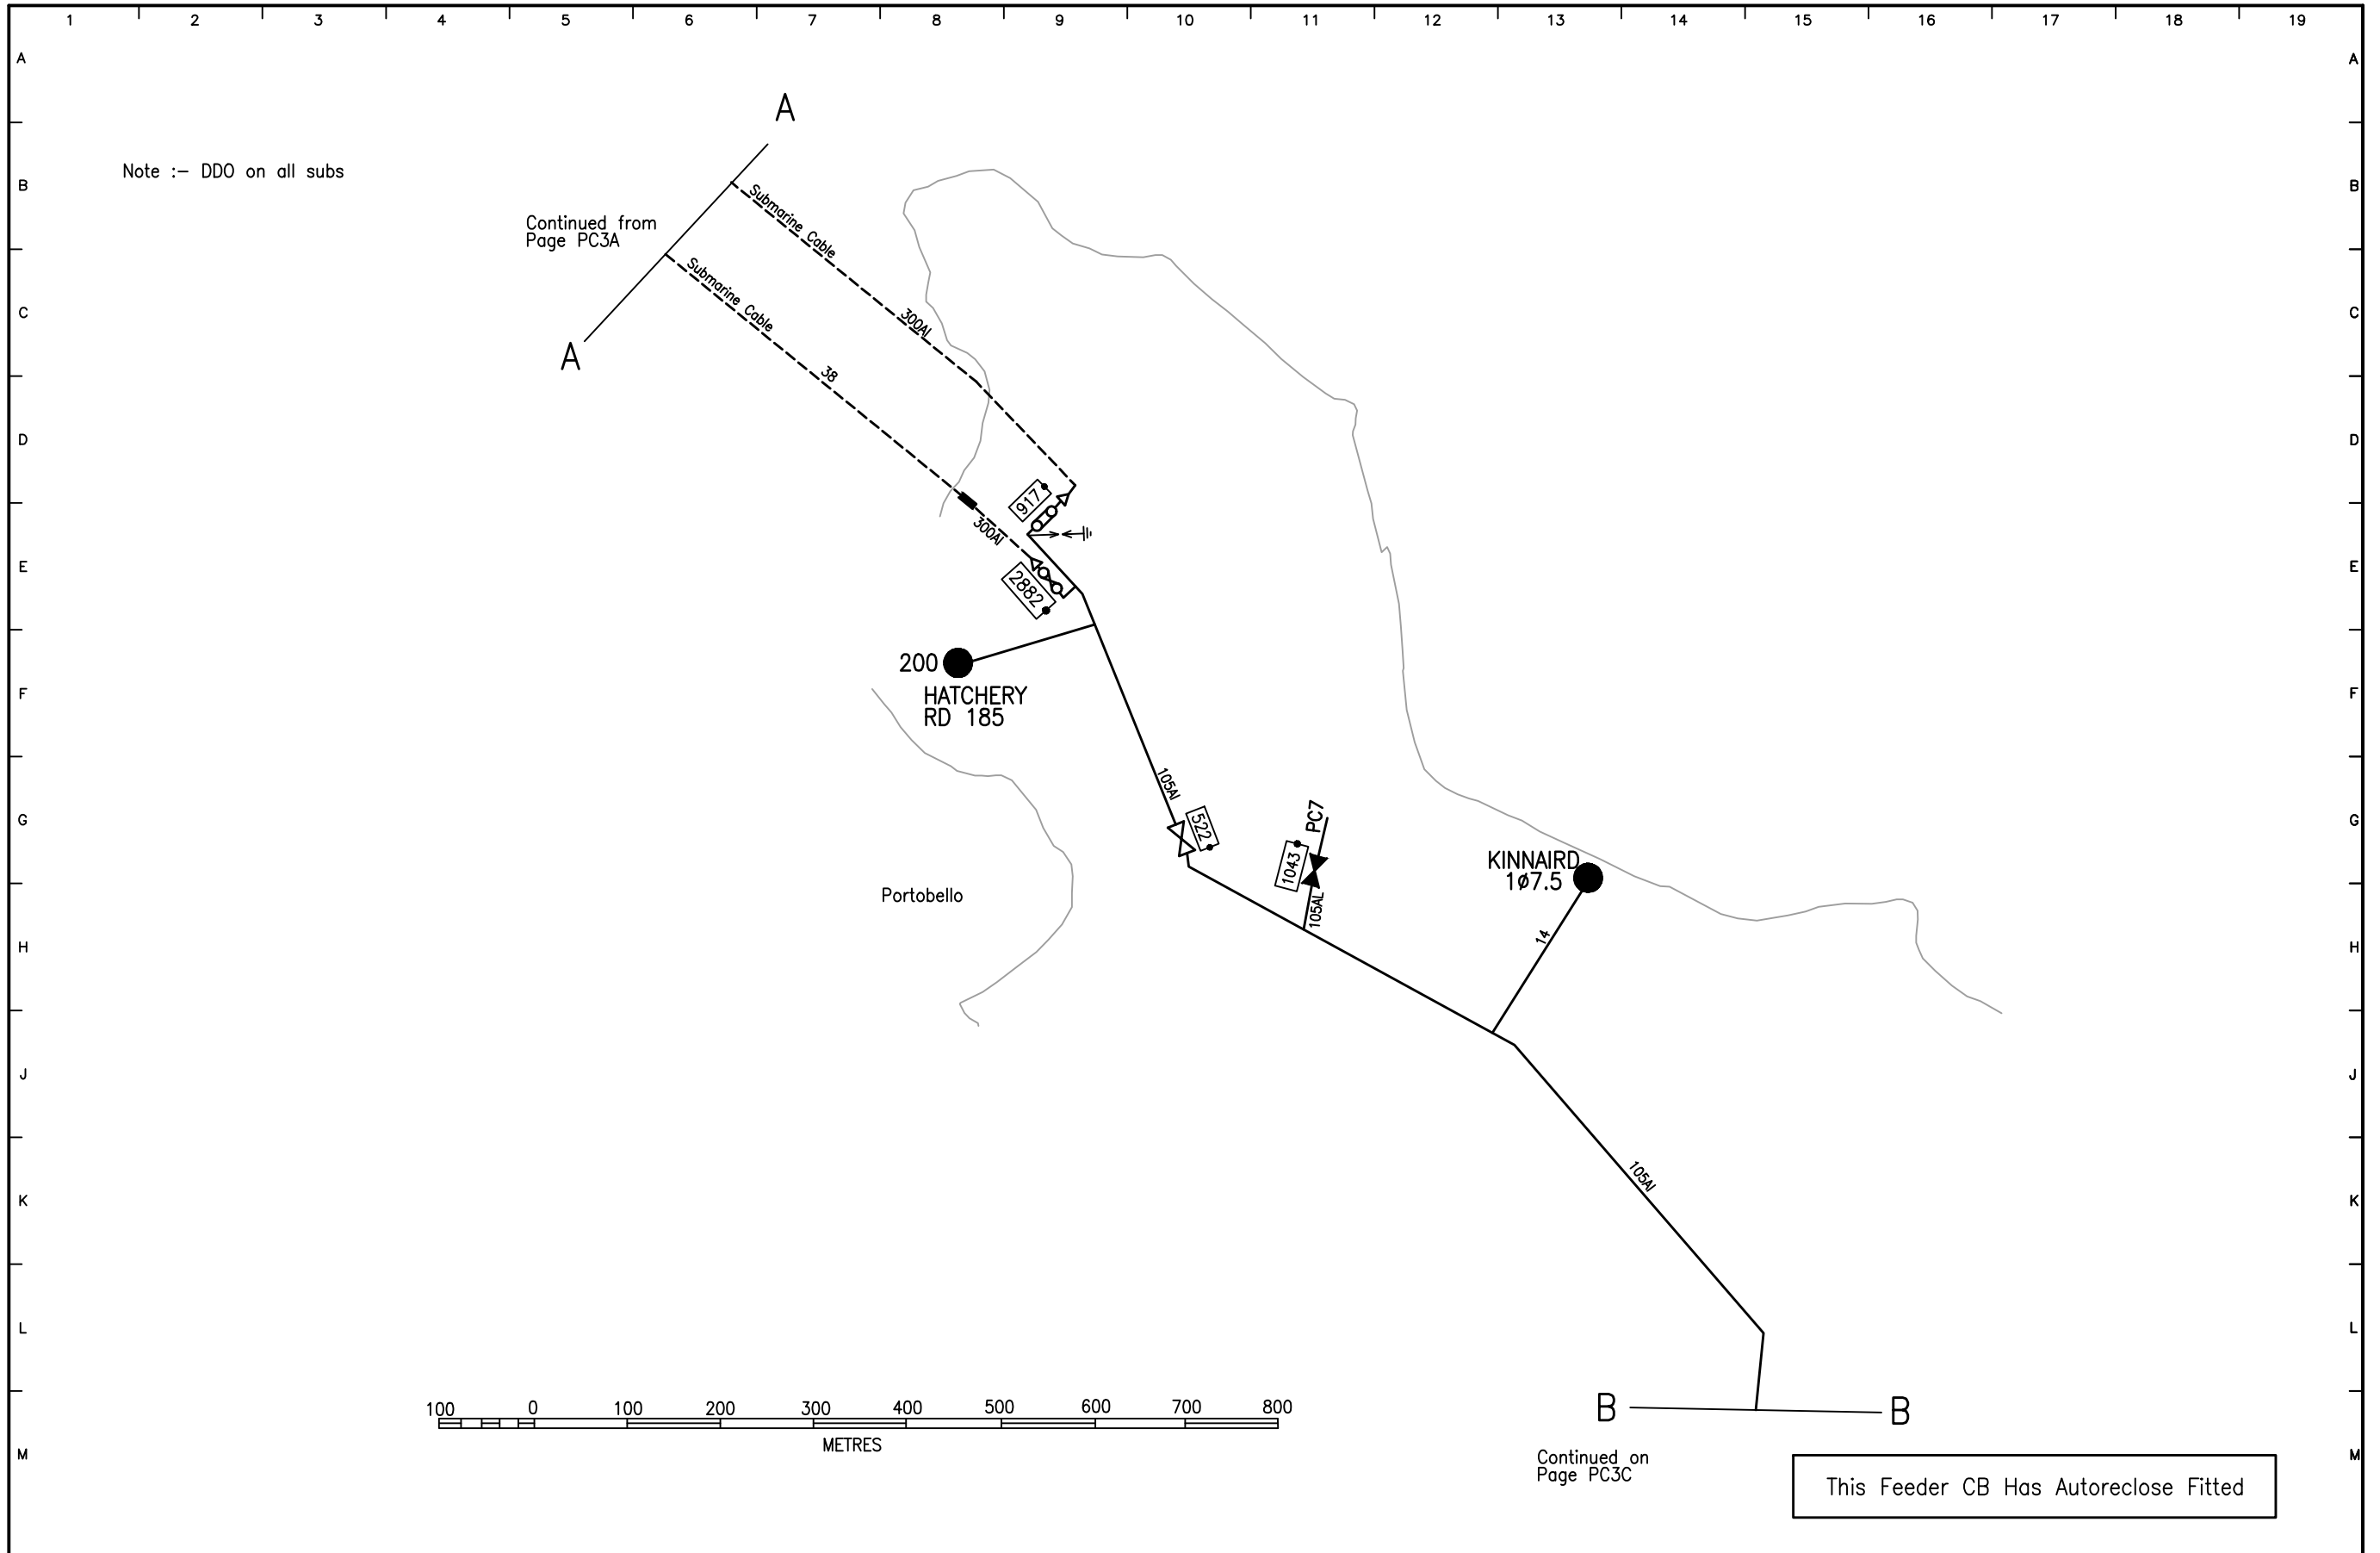 1 2 3 4 5 6 7 8 9 10 11 12 13 14 15 16 17 18 19
A A
A
B B
Note :- DDO on all subs
Submarine Cable
Continued from
Page PC3A
Submarine Cable
C C
300Al
A
38
D D
917
300Al
E E
2882
200
HATCHERY
RD 185
F F
105Al
522
PC7
G G
1043
KINNAIRD
1ø7.5
Portobello
105AL
14
H H
J J
105Al
K K
L L
100 0 100 200 300 400 500 600 700 800
METRES
B B
M M
Continued on
Page PC3C
This Feeder CB Has Autoreclose Fitted